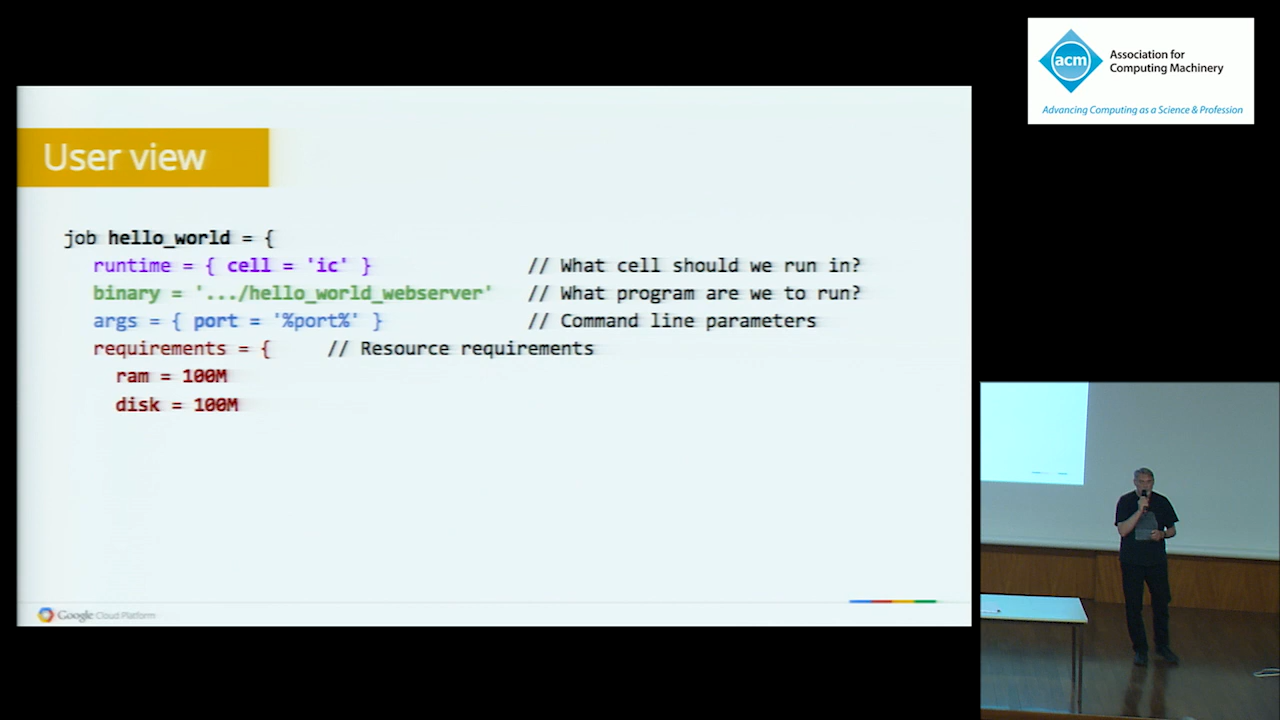 acm
Association for
Computing Machinery
Advancing Computing as a Science & Profession
User view
job hello_world = {
runtime = { cell = 'ic' } // What cell should we run in?
binary = '.../hello_world_webserver' // What program are we to run?
args = { port = '%port%' } // Command line parameters
requirements = { // Resource requirements
ram = 100M
disk = 100M
Google Cloud Platform